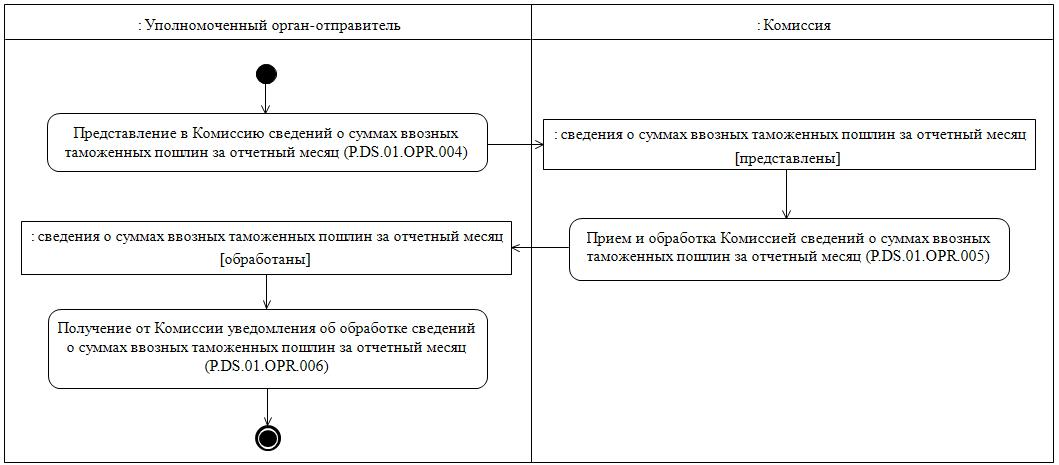 : Уполномоченный орган-отправитель
: Комиссия
Представление в Комиссию сведений о суммах ввозных
таможенных пошлин за отчетный месяц (P.DS.01.OPR.004)
: сведения о суммах ввозных таможенных пошлин за отчетный месяц
[представлены]
Прием и обработка Комиссией сведений о суммах ввозных
таможенных пошлин за отчетный месяц (P.DS.01.OPR.005)
: сведения о суммах ввозных таможенных пошлин за отчетный месяц
[обработаны]
Получение от Комиссии уведомления об обработке сведений
о суммах ввозных таможенных пошлин за отчетный месяц
(P.DS.01.OPR.006)